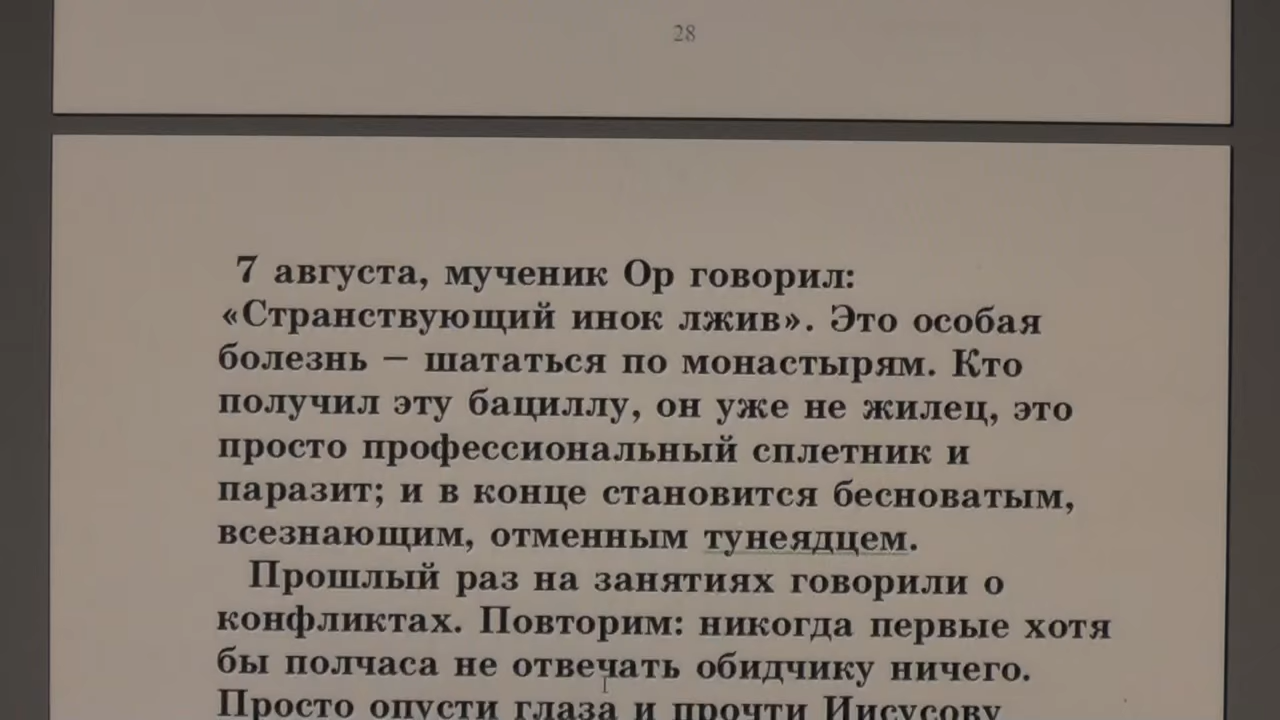 28
7 августа, мученик Ор говорил:
«Странствующий инок лжив». Это особая
болезнь – шататься по монастырям. Кто
получил эту бациллу, он уже не жилец, это
просто профессиональный сплетник и
паразит; и в конце становится бесноватым,
всезнающим, отменным тунеядцем.
Прошлый раз на занятиях говорили о
конфликтах. Повторим: никогда первые хотя
бы полчаса не отвечать обидчику ничего.
Просто опусти глаза и прочти Иисусову